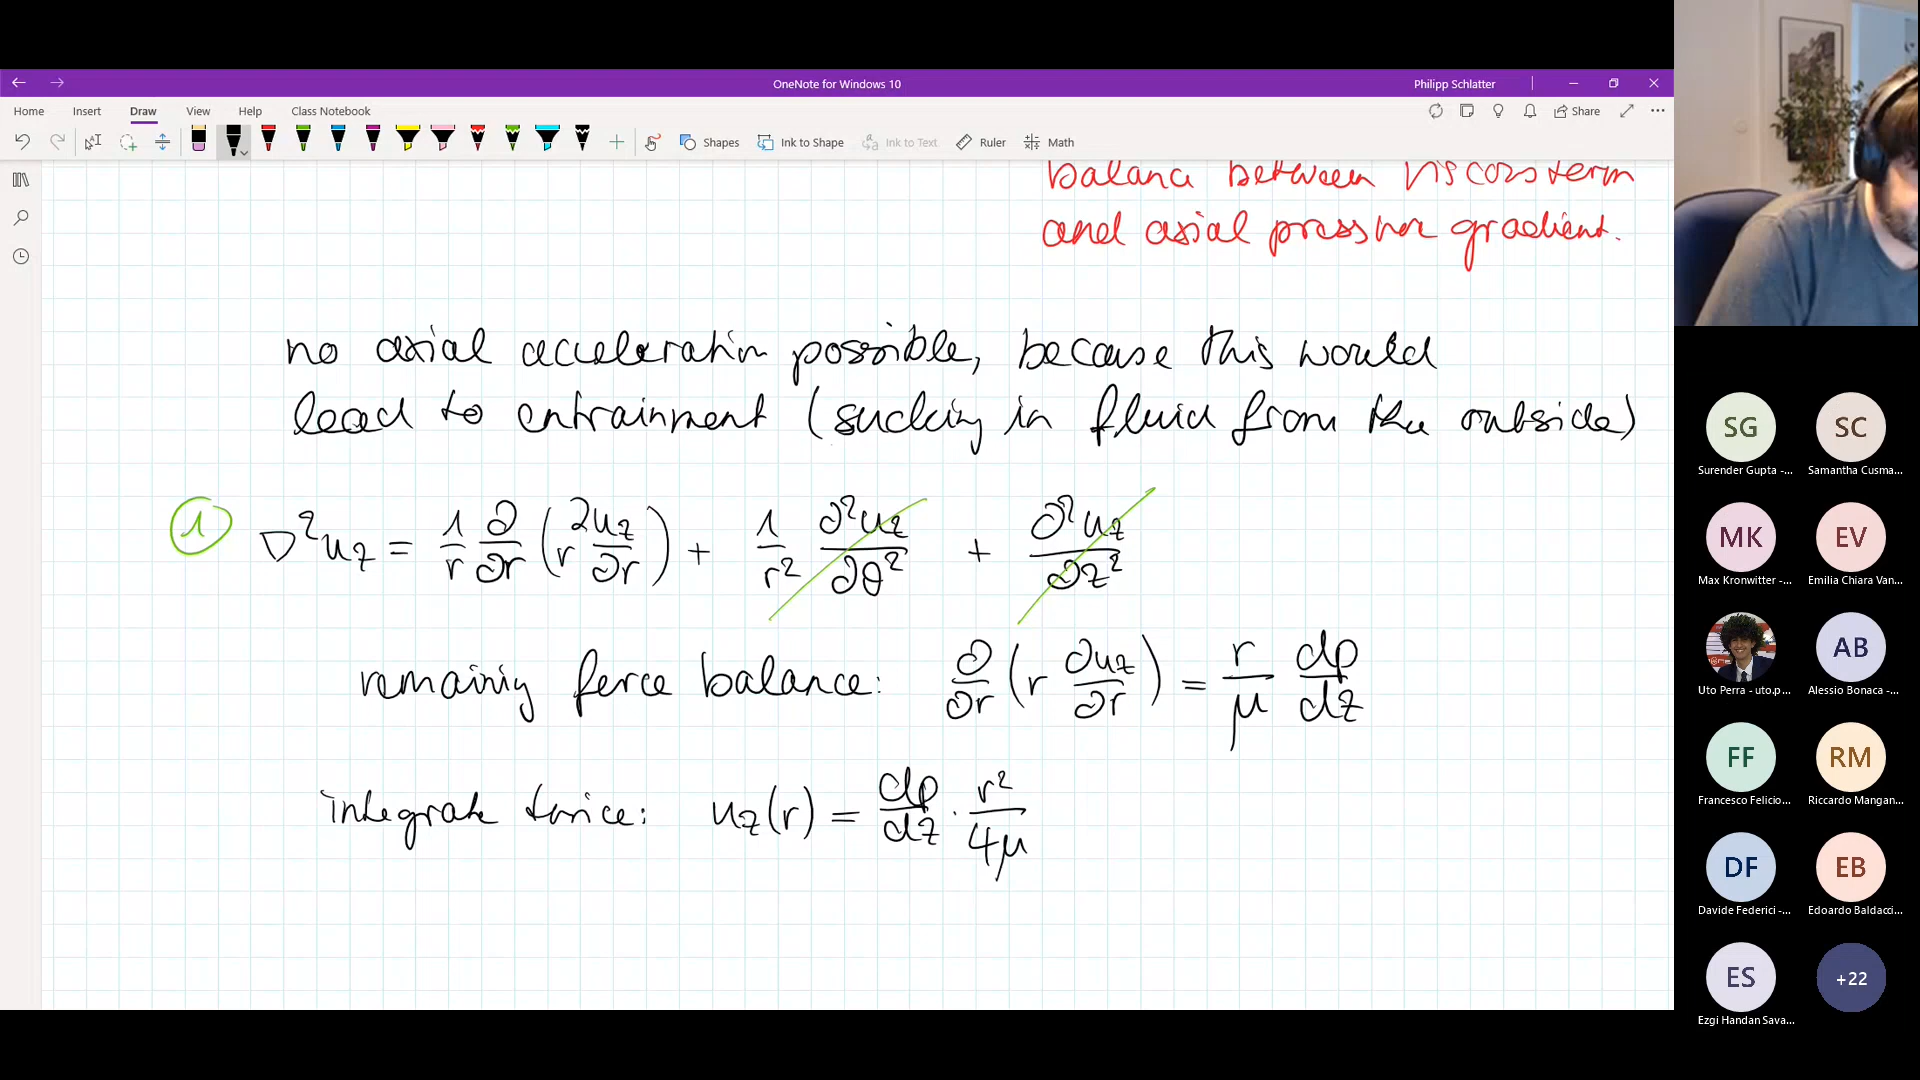 OneNote for Windows 10
Philipp Schlatter
Home Insert Draw View Help Class Notebook
Share
Shapes Ink to Shape Ink to Text Ruler Math
balance between viscous term
and axial pressure gradient.
no axial acceleration possible, because this would
lead to entrainment (sucking in fluid from the outside)
① ∇²u_z = 1/r ∂/∂r (r ∂u_z/∂r) + 1/r² ∂²u_z/∂θ² + ∂²u_z/∂z²
remaining force balance: ∂/∂r (r ∂u_z/∂r) = r/μ dp/dz
integrate twice: u_z(r) = dp/dz · r²/4μ
SG SC
Surender Gupta -... Samantha Cusma...
MK EV
Max Kronwitter -... Emilia Chiara Van...
AB
Uto Perra - uto.p... Alessio Bonaca -...
FF RM
Francesco Felicio... Riccardo Mangan...
DF EB
Davide Federici -... Edoardo Baldacci...
ES +22
Ezgi Handan Sava...